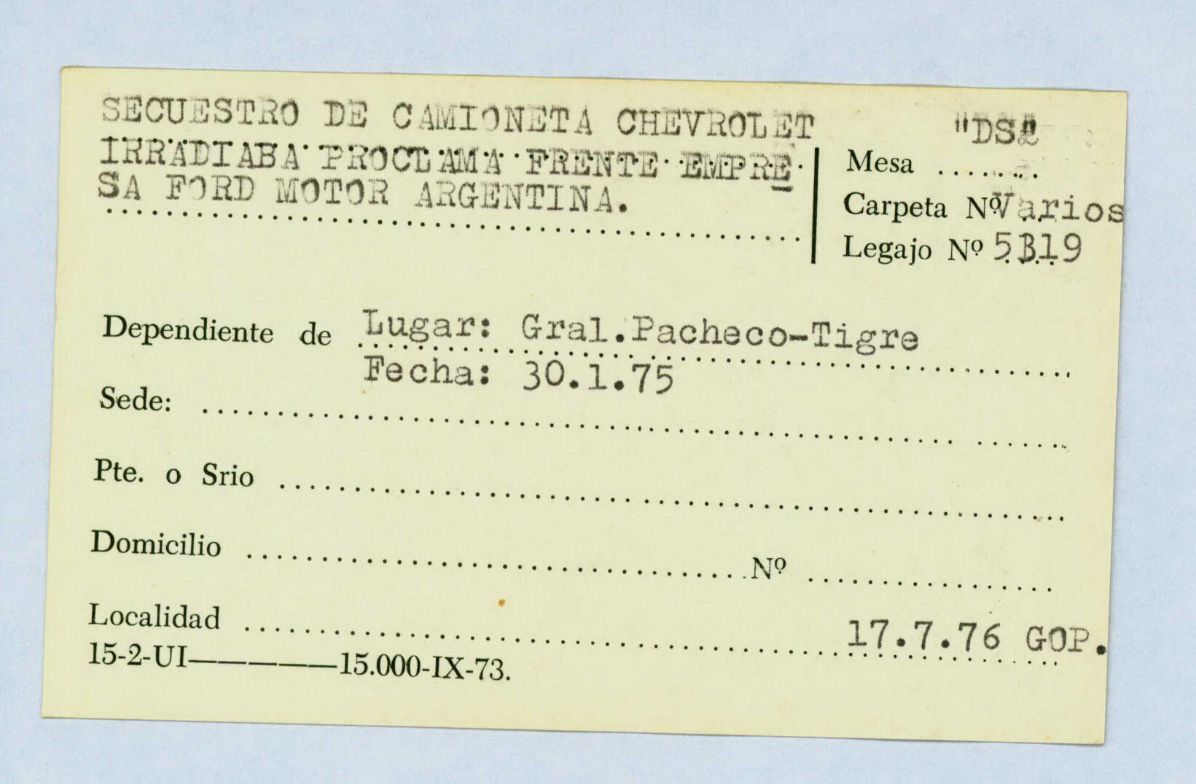 SECUESTRO DE CAMIONETA CHEVROLET
IRRADIABA PROCLAMA FRENTE EMPRE
SA FORD MOTOR ARGENTINA.
"DS"
Mesa ........
Carpeta Nº Varios
Legajo Nº 5319
Dependiente de Lugar: Gral.Pacheco-Tigre
Fecha: 30.1.75
Sede:
Pte. o Srio
Domicilio Nº
Localidad 17.7.76 GOP.
15-2-UI—————15.000-IX-73.